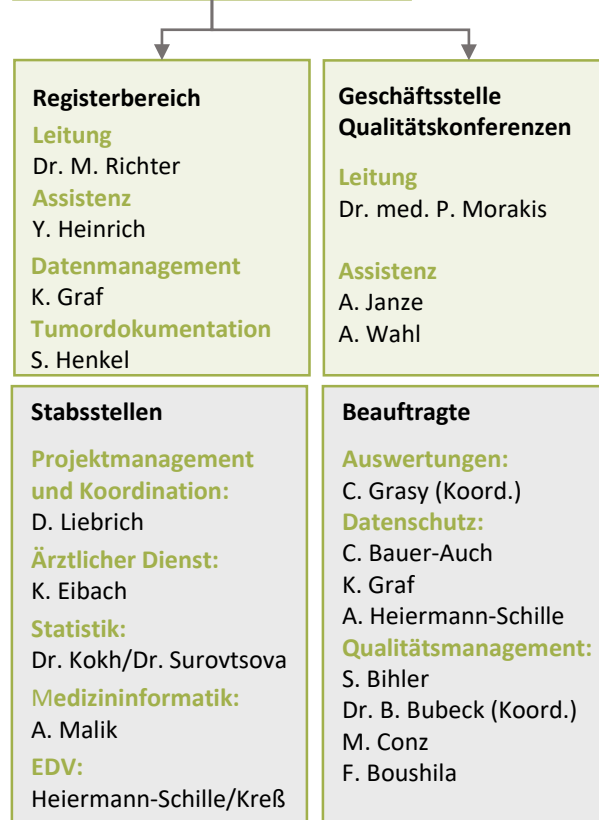 Registerbereich
Leitung
Dr. M. Richter
Assistenz
Y. Heinrich
Datenmanagement
K. Graf
Tumordokumentation
S. Henkel
Geschäftsstelle
Qualitätskonferenzen
Leitung
Dr. med. P. Morakis
Assistenz
A. Janze
A. Wahl
Stabsstellen
Projektmanagement
und Koordination:
D. Liebrich
Ärztlicher Dienst:
K. Eibach
Statistik:
Dr. Kokh/Dr. Surovtsova
Medizininformatik:
A. Malik
EDV:
Heiermann-Schille/Kreß
Beauftragte
Auswertungen:
C. Grasy (Koord.)
Datenschutz:
C. Bauer-Auch
K. Graf
A. Heiermann-Schille
Qualitätsmanagement:
S. Bihler
Dr. B. Bubeck (Koord.)
M. Conz
F. Boushila